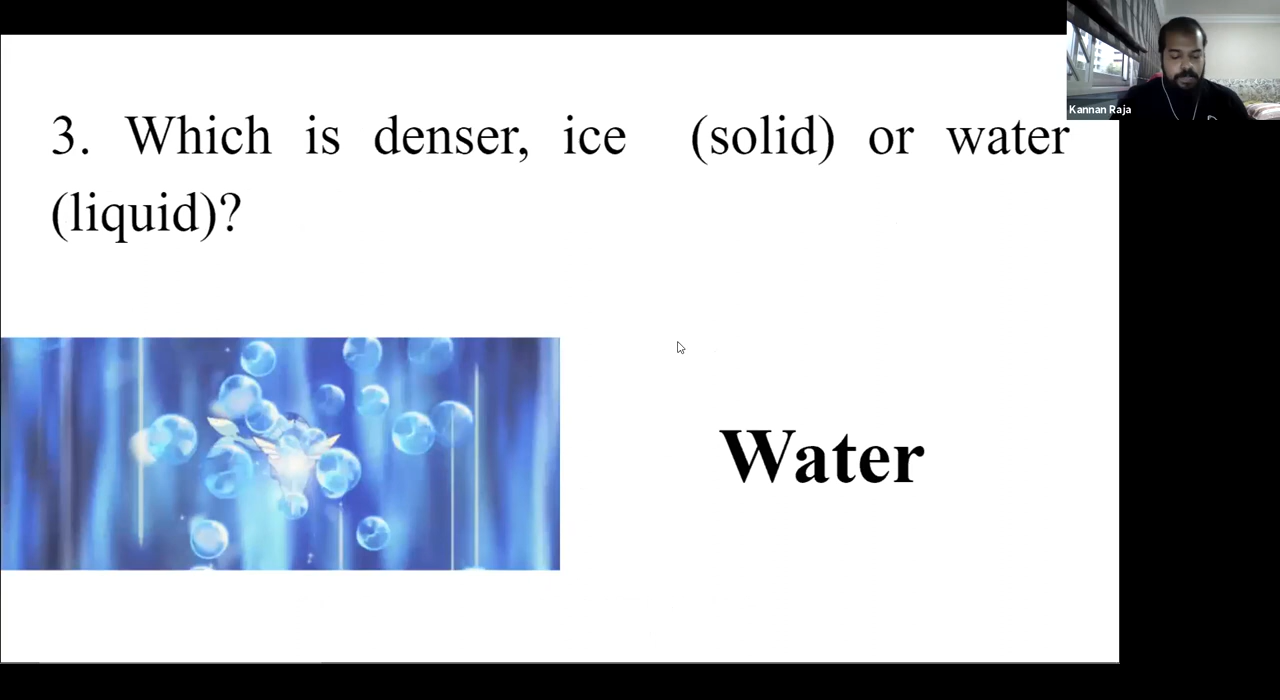 3. Which is denser, ice (solid) or water
(liquid)?
Water
Kannan Raja